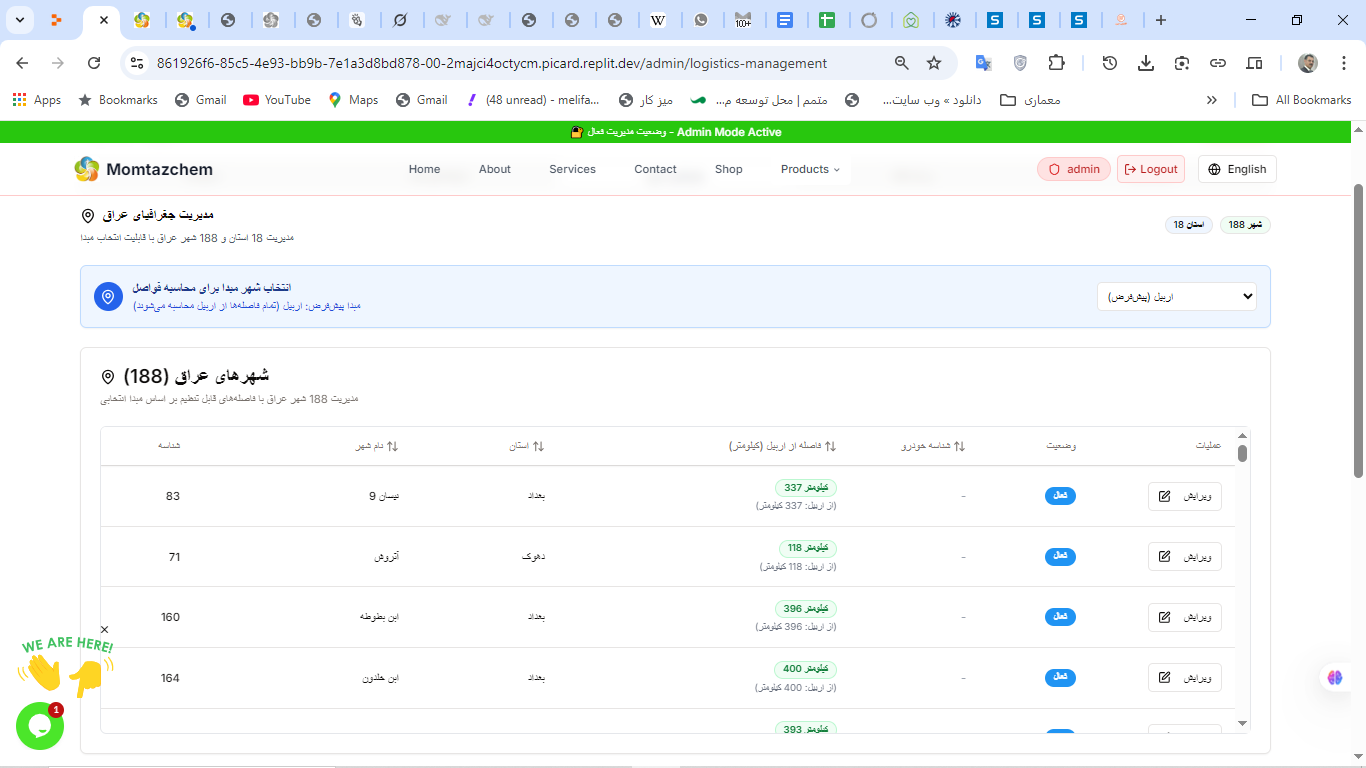 100+
861926f6-85c5-4e93-bb9b-7e1a3d8bd878-00-2majci4octycm.picard.replit.dev/admin/logistics-management
Apps
Bookmarks
Gmail
YouTube
Maps
Gmail
(48 unread) - melifa...
میز کار
متمم | محل توسعه م...
دانلود » وب سایت...
معماری
»
All Bookmarks
Admin Mode Active - وضعیت مدیریت فعال
Momtazchem
Home
About
Services
Contact
Shop
Products
admin
Logout
English
مدیریت جغرافیای عراق
مدیریت 18 استان و 188 شهر عراق با قابلیت انتخاب مبدا
18 استان
188 شهر
انتخاب شهر مبدا برای محاسبه فواصل
مبدا پیش‌فرض: اربیل (تمام فاصله‌ها از اربیل محاسبه می‌شوند)
اربیل (پیش‌فرض)
شهرهای عراق (188)
مدیریت 188 شهر عراق با فاصله‌های قابل تنظیم بر اساس مبدا انتخابی
شناسه
نام شهر
استان
فاصله از اربیل (کیلومتر)
شناسه خودرو
وضعیت
عملیات
83
نیسان 9
بغداد
337 کیلومتر
(از اربیل: 337 کیلومتر)
-
فعال
ویرایش
71
آتروش
دهوک
118 کیلومتر
(از اربیل: 118 کیلومتر)
-
فعال
ویرایش
160
ابن بطوطه
بغداد
396 کیلومتر
(از اربیل: 396 کیلومتر)
-
فعال
ویرایش
164
ابن خلدون
بغداد
400 کیلومتر
(از اربیل: 400 کیلومتر)
-
فعال
ویرایش
393 کیلومتر
WE ARE HERE!
1